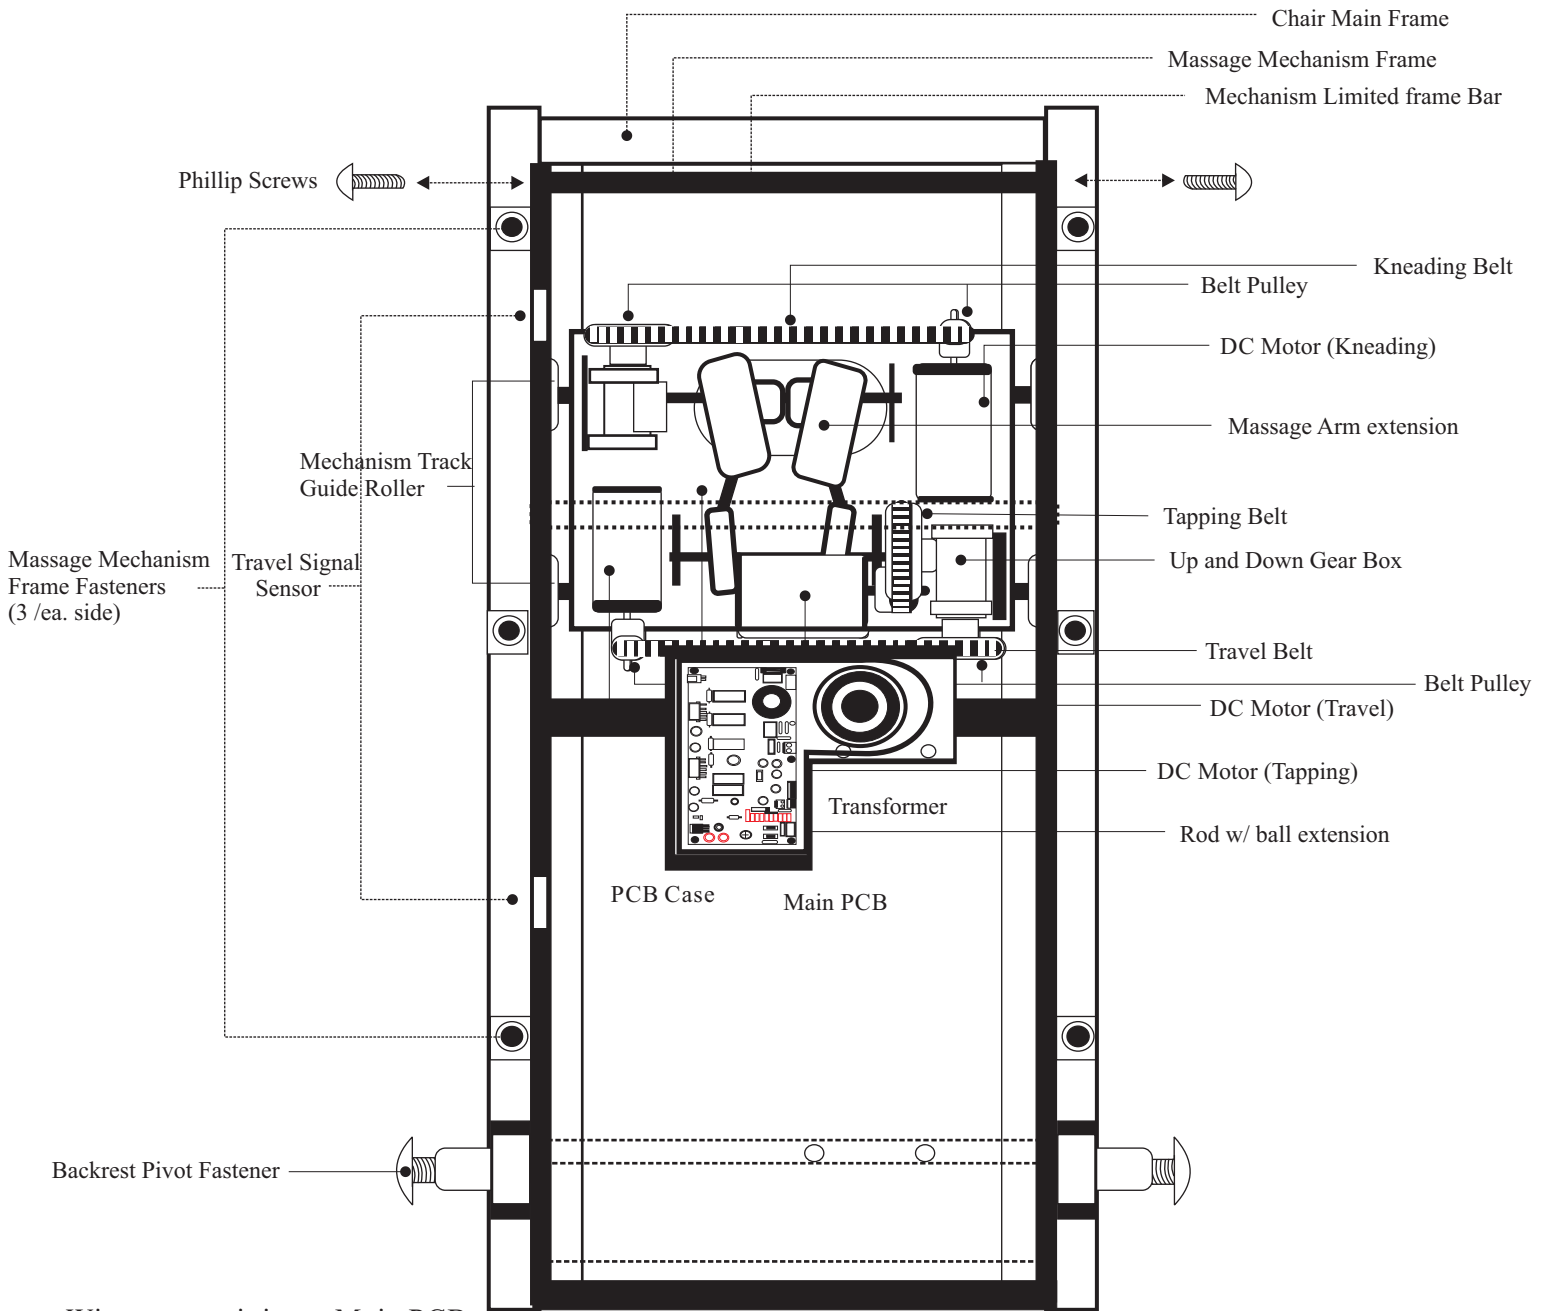 Chair Main Frame
Massage Mechanism Frame
Mechanism Limited frame Bar
Phillip Screws
Kneading Belt
Belt Pulley
DC Motor (Kneading)
Massage Arm extension
Mechanism Track
Guide Roller
Tapping Belt
Massage Mechanism
Frame Fasteners
(3 /ea. side)
Travel Signal
Sensor
Up and Down Gear Box
Travel Belt
Belt Pulley
DC Motor (Travel)
DC Motor (Tapping)
Transformer
Rod w/ ball extension
PCB Case
Main PCB
Backrest Pivot Fastener
Main PCB